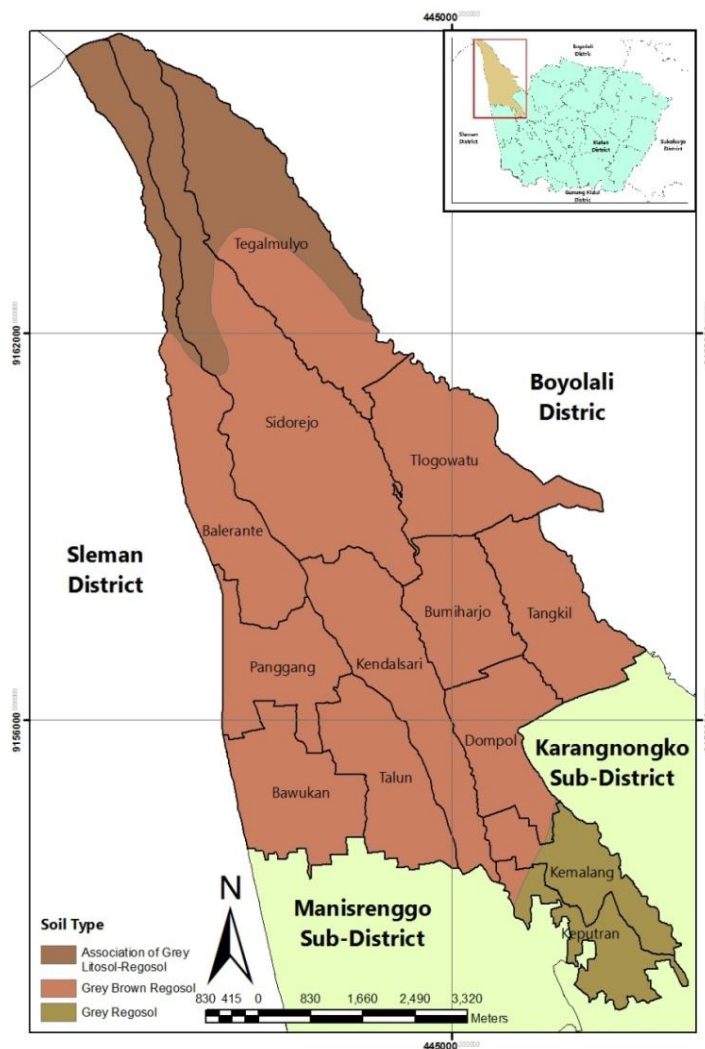 445000
Boyolali
Distric
Sleman
District
Klaten
District
Sukoharjo
District
Gunung Kidul
District
Tegalmulyo
9162000
Boyolali
Distric
Sidorejo
Tlogowatu
Balerante
Sleman
District
Bumiharjo
Tangkil
Panggang
Kendalsari
9156000
Dompol
Karangnongko
Sub-District
Bawukan
Talun
Kemalang
N
Manisrenggo
Sub-District
Keputran
Soil Type
Association of Grey
Litosol-Regosol
Grey Brown Regosol
Grey Regosol
830 415 0 830 1,660 2,490 3,320
Meters
445000